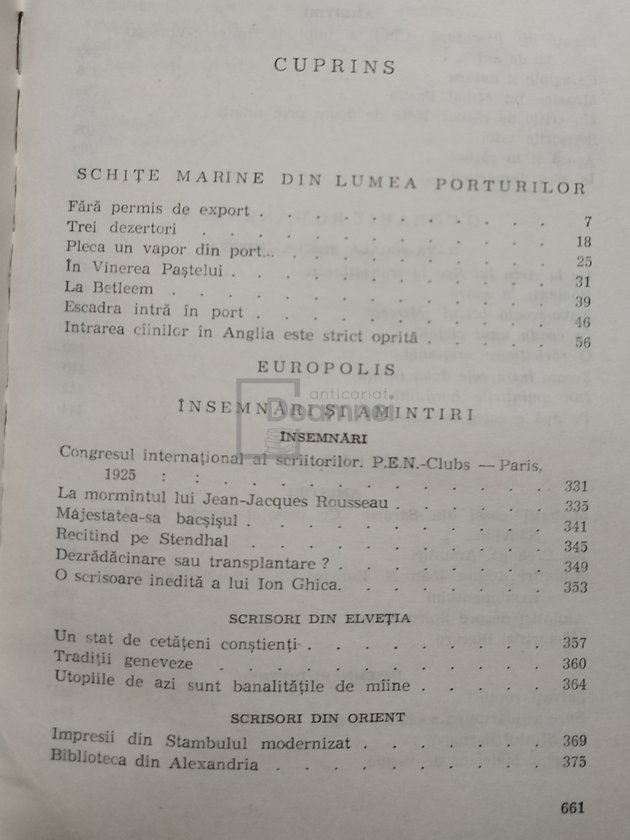 CUPRINS
SCHIȚE MARINE DIN LUMEA PORTURILOR
Fără permis de export . . . . . . . . . . . 7
Trei dezertori . . . . . . . . . . . . . 18
Pleca un vapor din port... . . . . . . . . . . 25
În Vinerea Paștelui . . . . . . . . . . . . 31
La Betleem . . . . . . . . . . . . . . 39
Escadra intră în port . . . . . . . . . . . 46
Intrarea cîinilor în Anglia este strict oprită . . . . . 56
EUROPOLIS
anticariat
Doamnei
ÎNSEMNĂRI ȘI AMINTIRI
ÎNSEMNĂRI
Congresul internațional al scriitorilor. P.E.N.-Clubs — Paris,
1925 : : . . . . . . . . . . . . . 331
La mormîntul lui Jean-Jacques Rousseau . . . . . . 335
Majestatea-sa bacșișul . . . . . . . . . . . 341
Recitind pe Stendhal . . . . . . . . . . . 345
Dezrădăcinare sau transplantare ? . . . . . . . . 349
O scrisoare inedită a lui Ion Ghica. . . . . . . . 353
SCRISORI DIN ELVEȚIA
Un stat de cetățeni conștienți . . . . . . . . . 357
Tradiții geneveze . . . . . . . . . . . . 360
Utopiile de azi sunt banalitățile de mîine . . . . . 364
SCRISORI DIN ORIENT
Impresii din Stambulul modernizat . . . . . . . 369
Biblioteca din Alexandria . . . . . . . . . . 375
661